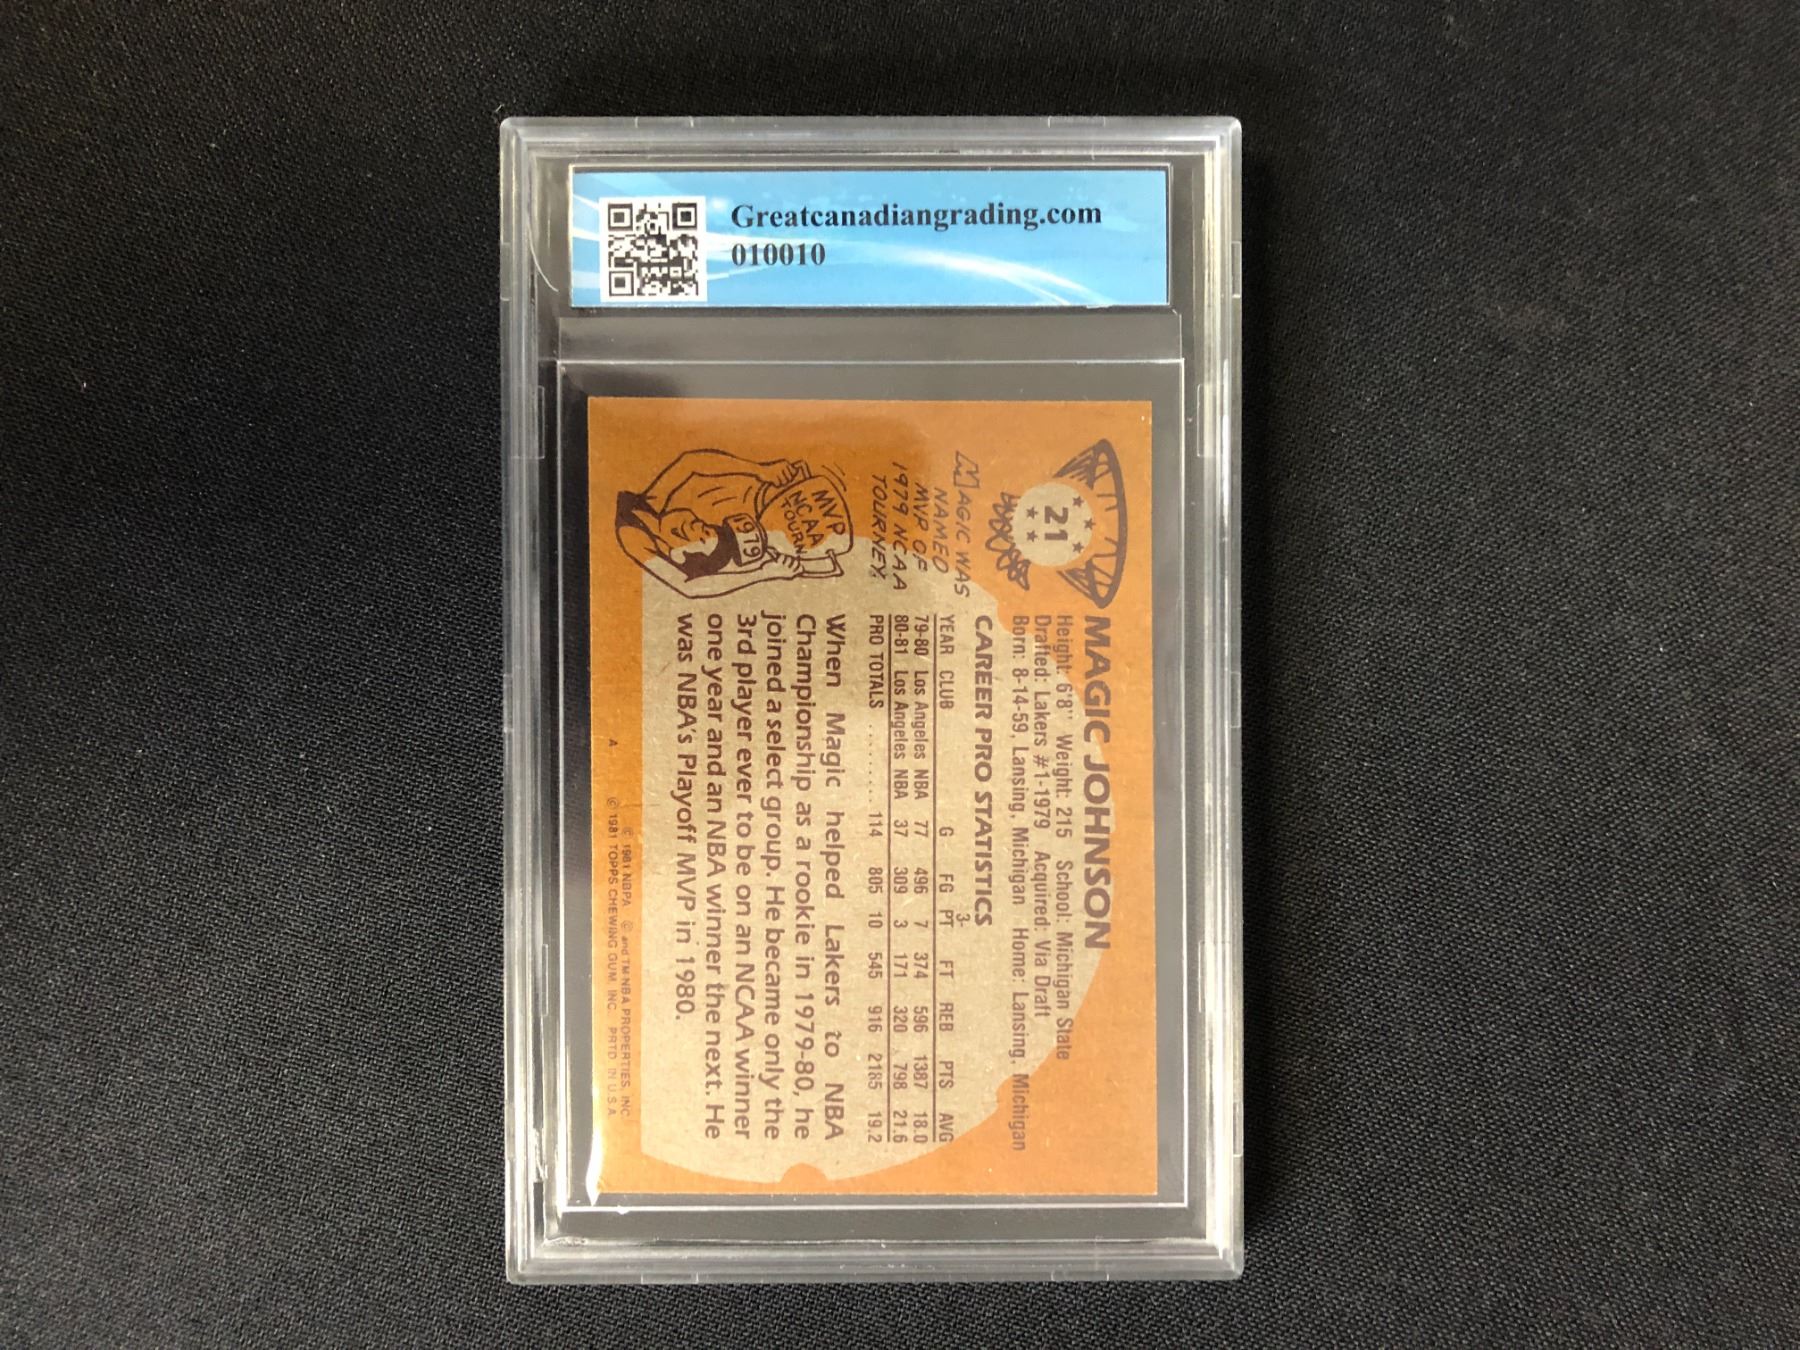 Greatcanadiangrading.com
010010
21
MAGIC JOHNSON
Height: 6'8" Weight: 215 School: Michigan State
Drafted: Lakers #1-1979 Acquired: Via Draft
Born: 8-14-59, Lansing, Michigan Home: Lansing, Michigan
MAGIC WAS
NAMED
MVP OF
1979 NCAA
TOURNEY.
MVP
NCAA
TOURN
1979
CAREER PRO STATISTICS
YEAR CLUB G FG 3-PT FT REB PTS AVG
79-80 Los Angeles NBA 77 496 7 374 596 1387 18.0
80-81 Los Angeles NBA 37 309 3 171 320 798 21.6
PRO TOTALS ........ 114 805 10 545 916 2185 19.2
When Magic helped Lakers to NBA
Championship as a rookie in 1979-80, he
joined a select group. He became only the
3rd player ever to be on an NCAA winner
one year and an NBA winner the next. He
was NBA's Playoff MVP in 1980.
© 1981 NBPA © and TM NBA PROPERTIES, INC.
A © 1981 TOPPS CHEWING GUM, INC. PRTD IN U.S.A.